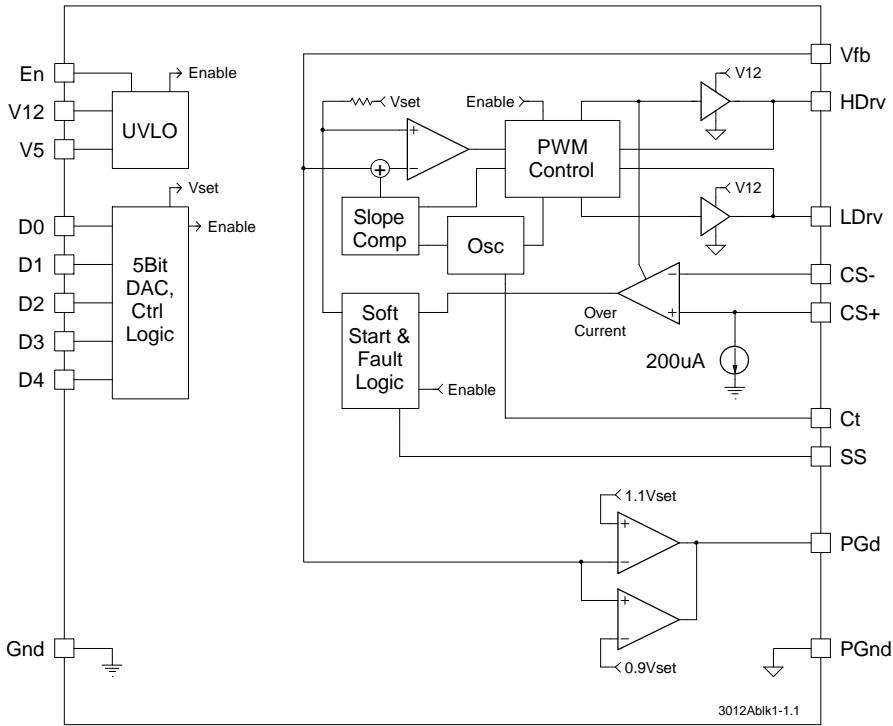 En
V12
V5
UVLO
Enable
Vset
Enable
D0
D1
D2
D3
D4
5Bit
DAC,
Ctrl
Logic
Gnd
Vset
+
−
+
Enable
PWM
Control
Slope
Comp
Osc
Soft
Start &
Fault
Logic
Enable
V12
V12
Over
Current
−
+
200uA
1.1Vset
+
−
+
−
0.9Vset
Vfb
HDrv
LDrv
CS-
CS+
Ct
SS
PGd
PGnd
3012Ablk1-1.1